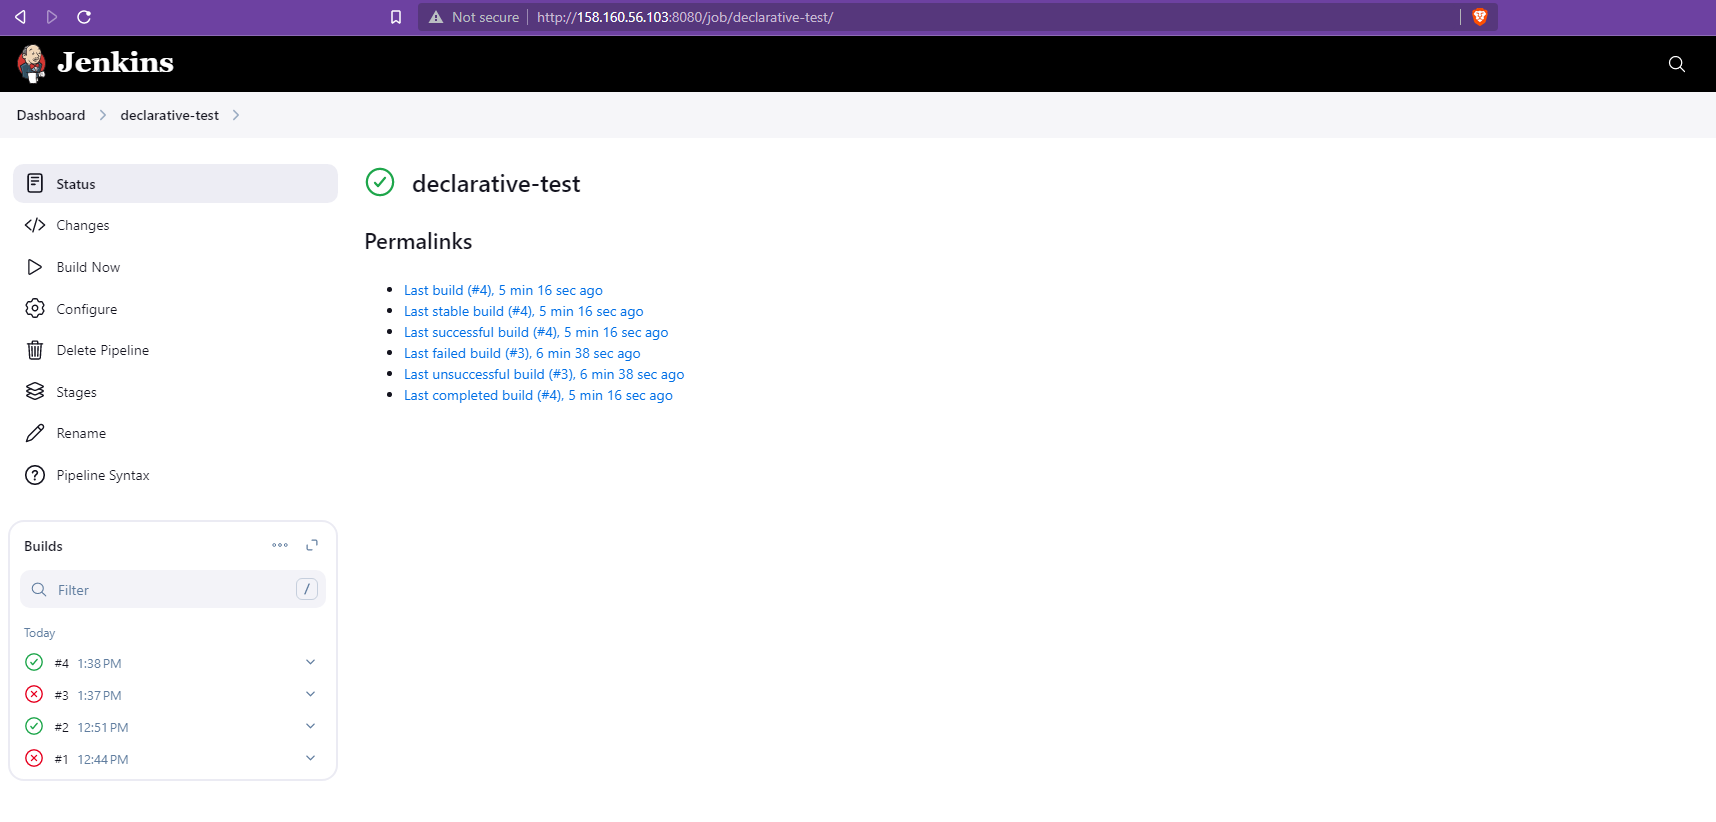 Not secure http://158.160.56.103:8080/job/declarative-test/
Jenkins
Dashboard declarative-test
Status
Changes
Build Now
Configure
Delete Pipeline
Stages
Rename
Pipeline Syntax
declarative-test
Permalinks
Last build (#4), 5 min 16 sec ago
Last stable build (#4), 5 min 16 sec ago
Last successful build (#4), 5 min 16 sec ago
Last failed build (#3), 6 min 38 sec ago
Last unsuccessful build (#3), 6 min 38 sec ago
Last completed build (#4), 5 min 16 sec ago
Builds
Filter /
Today
#4 1:38 PM
#3 1:37 PM
#2 12:51 PM
#1 12:44 PM